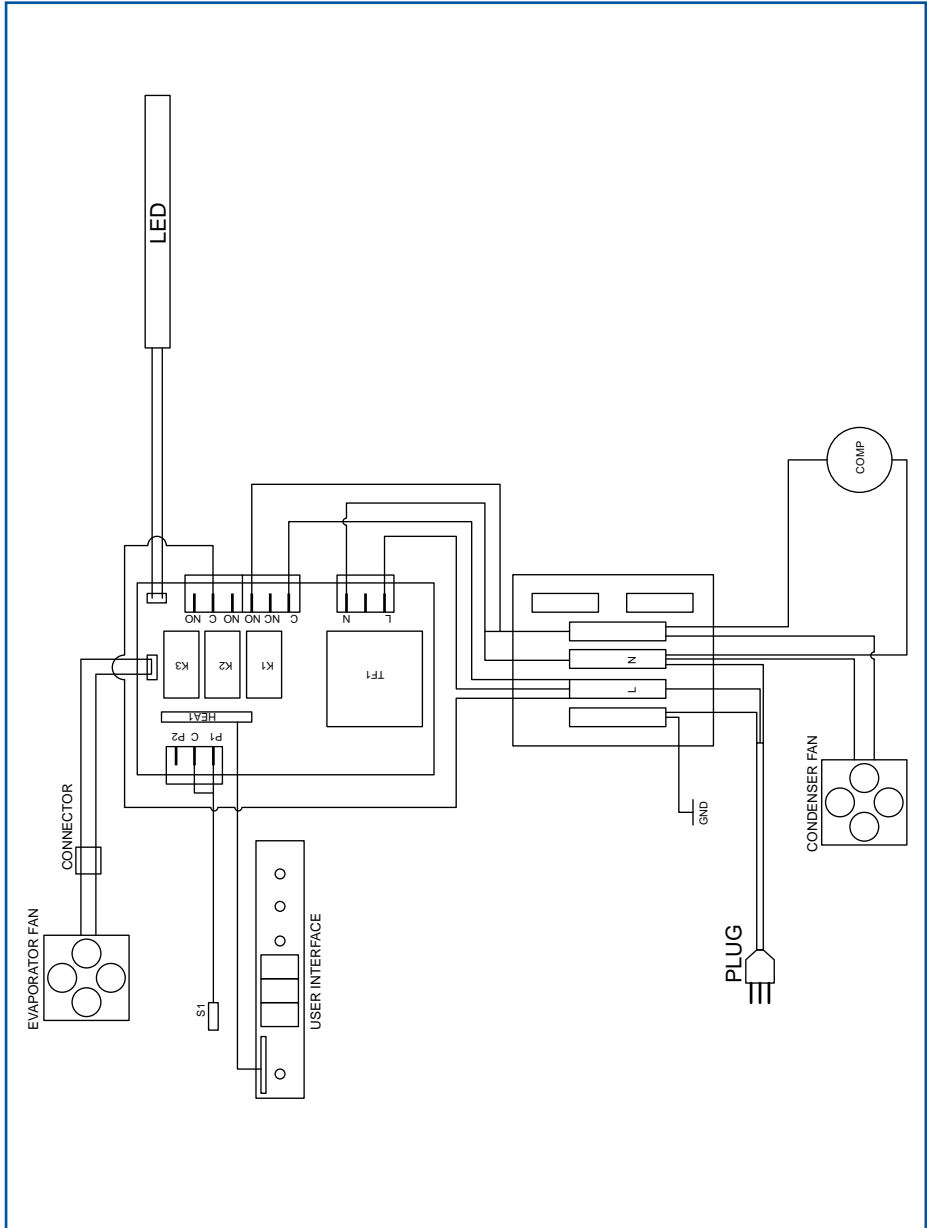 LED
COMP
NO
C
NO
NO
NC
C
N
L
K3
K2
K1
TF1
HEA1
P2
C
P1
N
L
CONNECTOR
EVAPORATOR FAN
S1
USER INTERFACE
GND
CONDENSER FAN
PLUG